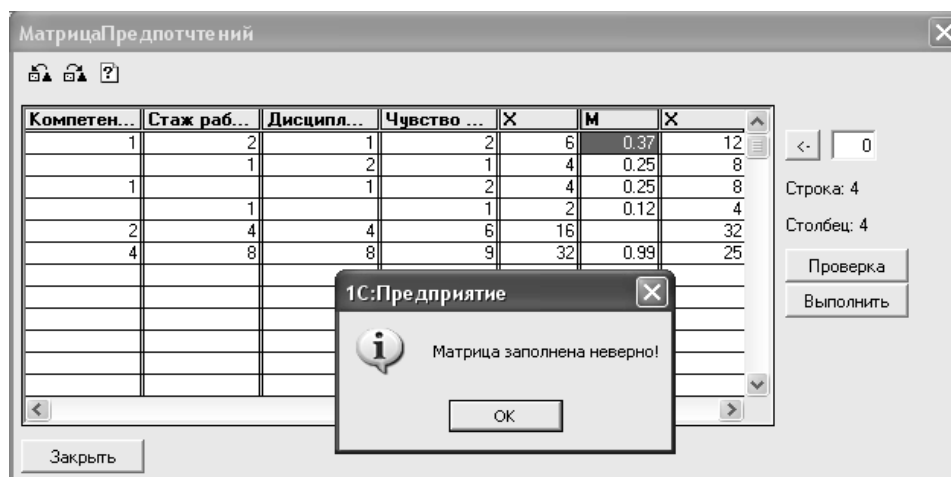 МатрицаПредпотчтений
Компетен... Стаж раб... Дисципл... Чувство ... X М X
1 2 1 2 6 0.37 12
1 2 1 4 0.25 8
1 1 2 4 0.25 8
1 1 2 0.12 4
2 4 4 6 16 32
4 8 8 9 32 0.99 25
<- 0
Строка: 4
Столбец: 4
Проверка
Выполнить
1С:Предприятие
Матрица заполнена неверно!
OK
Закрыть